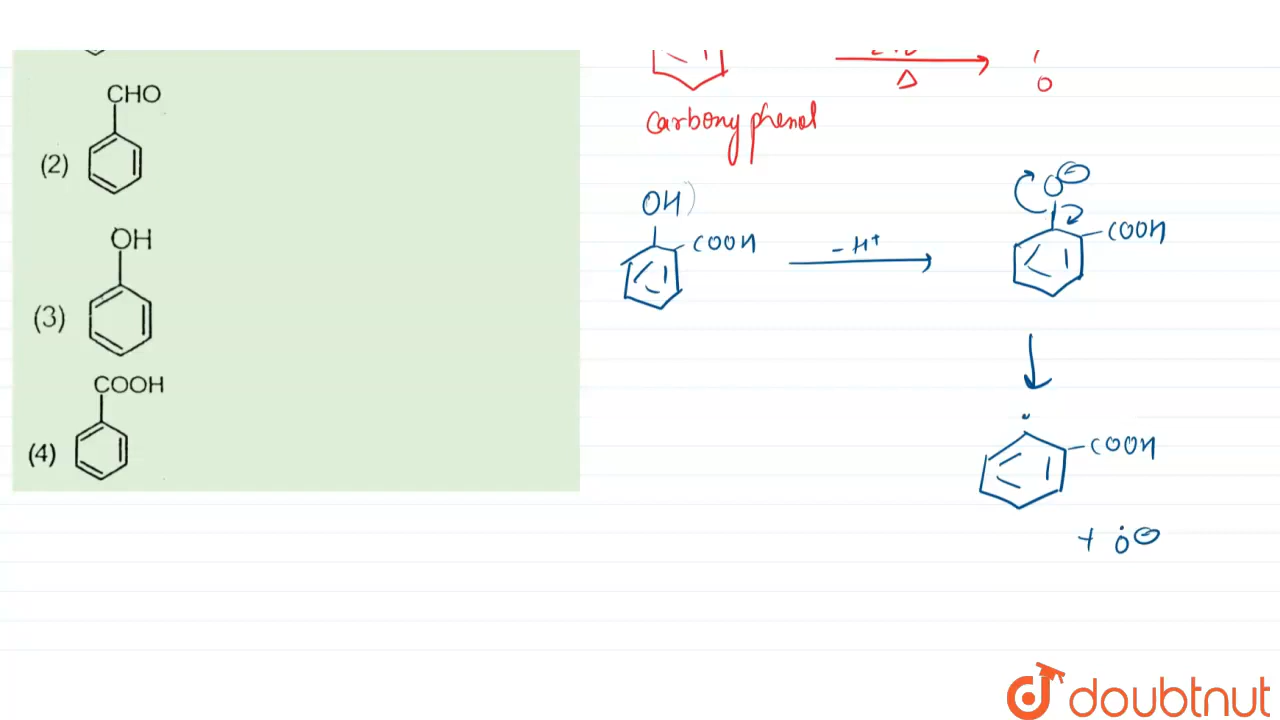 CHO
(2)
OH
(3)
COOH
(4)
Δ
O
carbony phenol
OH
COOH
- H+
O⊖
COOH
COOH
+ O⊖
doubtnut